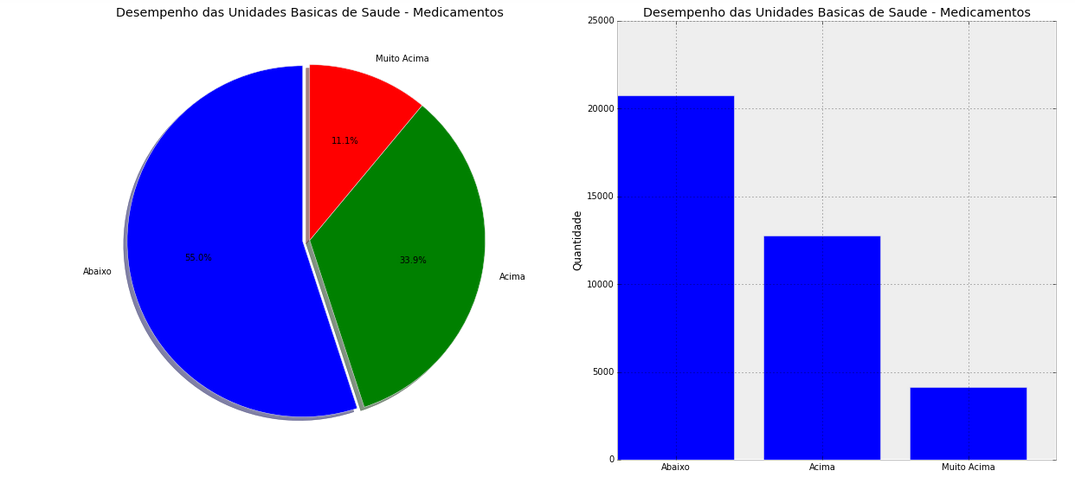 Desempenho das Unidades Basicas de Saude - Medicamentos
Muito Acima
11.1%
55.0%
33.9%
Abaixo
Acima
Desempenho das Unidades Basicas de Saude - Medicamentos
25000
20000
15000
10000
5000
0
Quantidade
Abaixo
Acima
Muito Acima